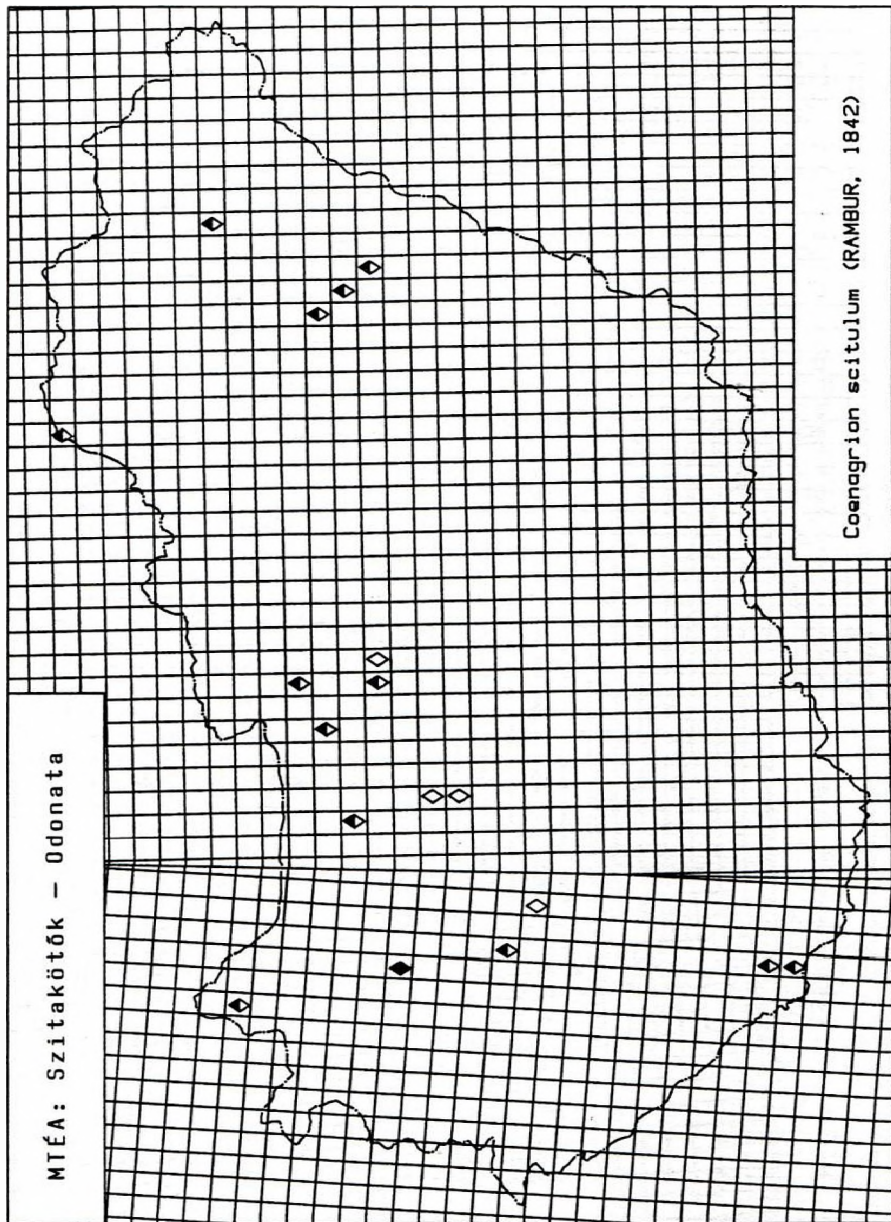 MTÉA: Szitakötők — Odonata
Coenagrion scitulum (RAMBUR, 1842)